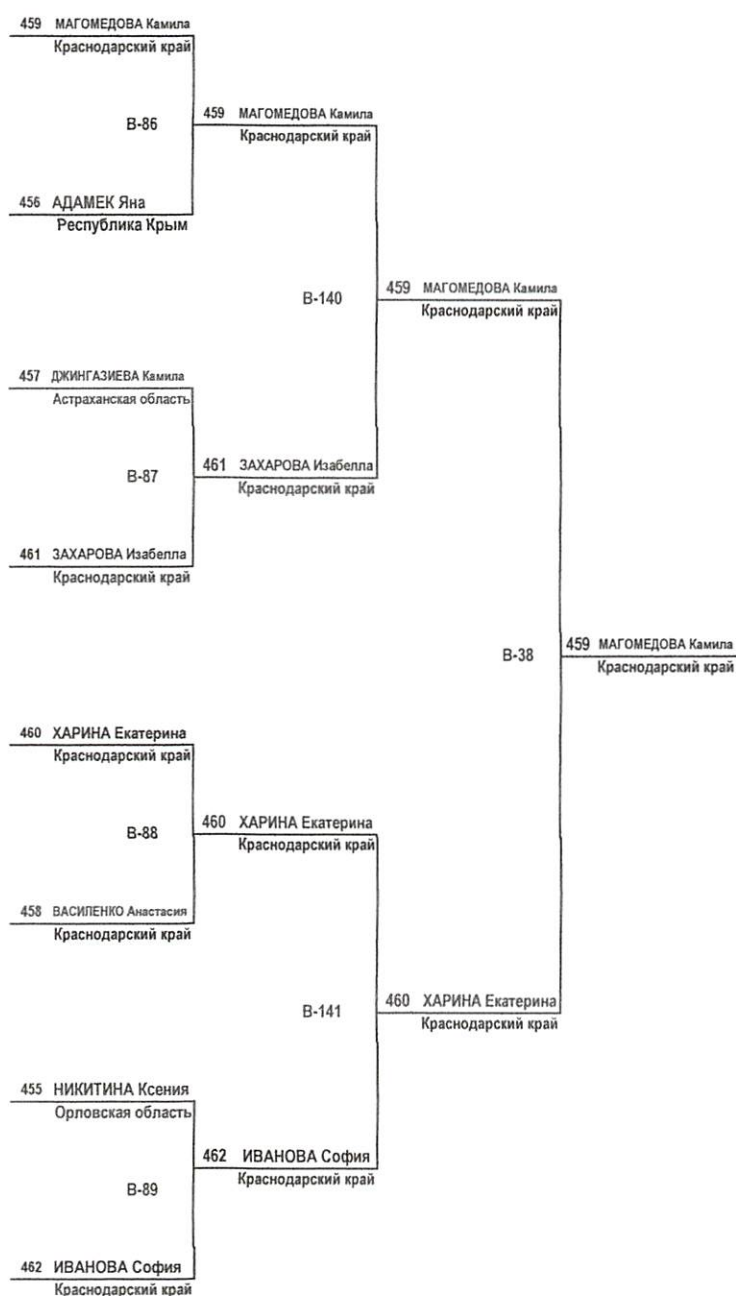 459 МАГОМЕДОВА Камила
Краснодарский край
459 МАГОМЕДОВА Камила
B-86
Краснодарский край
456 АДАМЕК Яна
Республика Крым
459 МАГОМЕДОВА Камила
B-140
Краснодарский край
457 ДЖИНГАЗИЕВА Камила
Астраханская область
461 ЗАХАРОВА Изабелла
B-87
Краснодарский край
461 ЗАХАРОВА Изабелла
Краснодарский край
459 МАГОМЕДОВА Камила
B-38
Краснодарский край
460 ХАРИНА Екатерина
Краснодарский край
460 ХАРИНА Екатерина
B-88
Краснодарский край
458 ВАСИЛЕНКО Анастасия
Краснодарский край
460 ХАРИНА Екатерина
B-141
Краснодарский край
455 НИКИТИНА Ксения
Орловская область
462 ИВАНОВА София
Краснодарский край
B-89
462 ИВАНОВА София
Краснодарский край